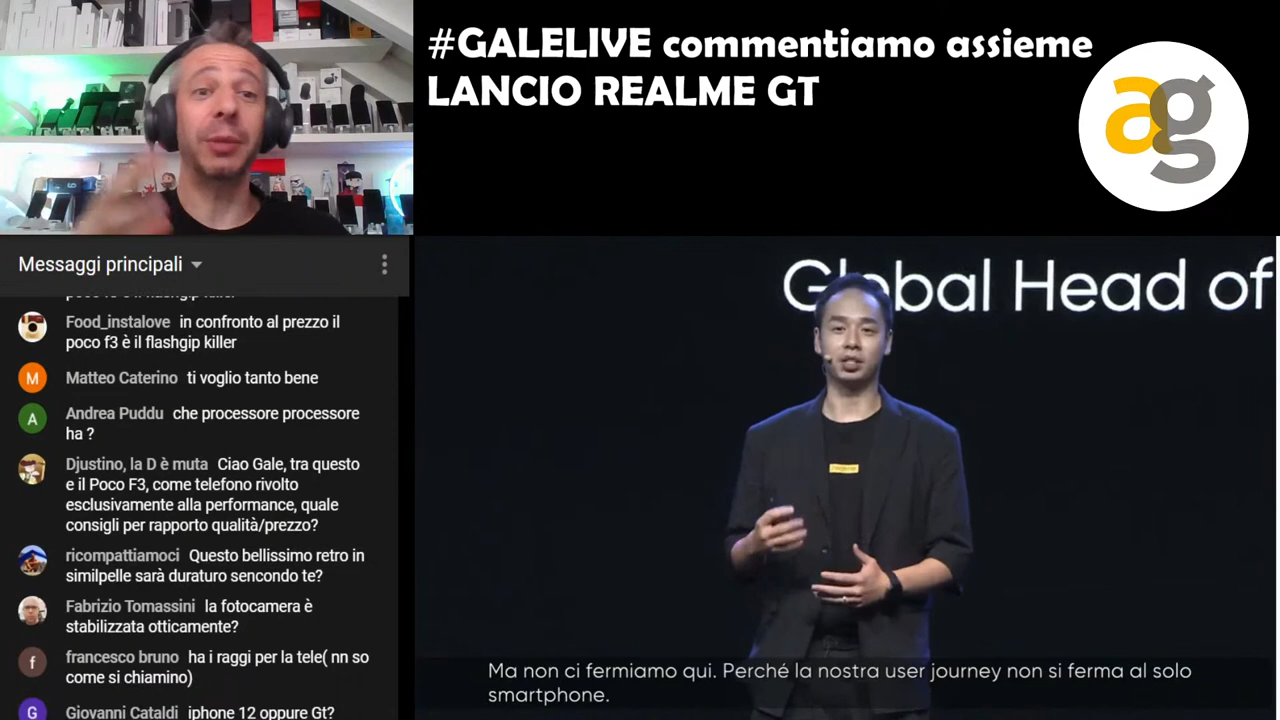 #GALELIVE commentiamo assieme
LANCIO REALME GT
ag
Messaggi principali
Food_instalove in confronto al prezzo il
poco f3 è il flashgip killer
M
Matteo Caterino ti voglio tanto bene
A
Andrea Puddu che processore processore
ha ?
Djustino, la D è muta Ciao Gale, tra questo
e il Poco F3, come telefono rivolto
esclusivamente alla performance, quale
consigli per rapporto qualità/prezzo?
ricompattiamoci Questo bellissimo retro in
similpelle sarà duraturo sencondo te?
Fabrizio Tomassini la fotocamera è
stabilizzata otticamente?
f
francesco bruno ha i raggi per la tele( nn so
come si chiamino)
G
Giovanni Cataldi iphone 12 oppure Gt?
Global Head of
Ma non ci fermiamo qui. Perché la nostra user journey non si ferma al solo
smartphone.